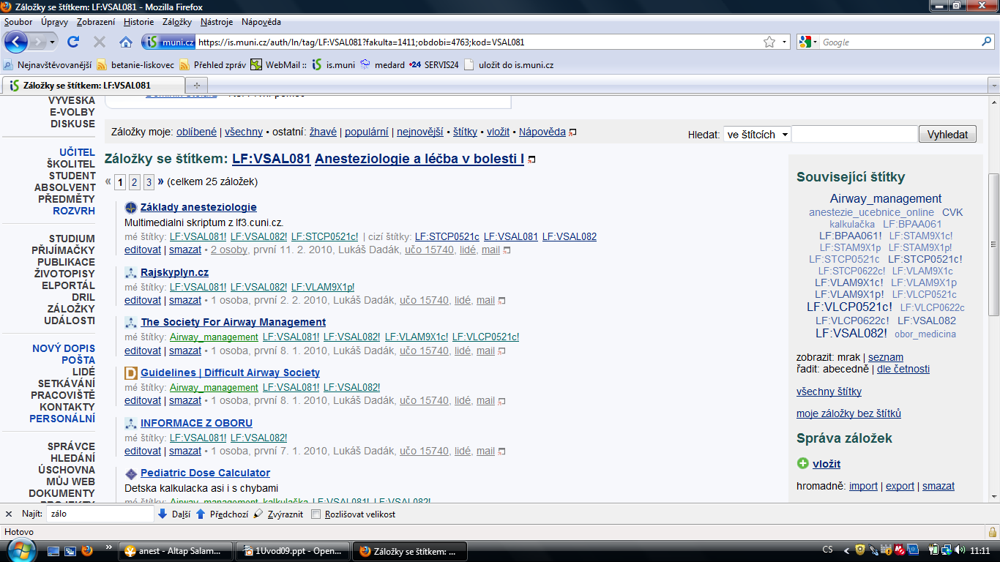 Záložky se štítkem: LF:VSAL081 - Mozilla Firefox
Soubor Úpravy Zobrazení Historie Záložky Nástroje Nápověda
muni.cz https://is.muni.cz/auth/ln/tag/LF:VSAL081?fakulta=1411;obdobi=4763;kod=VSAL081 Google
Nejnavštěvovanější betanie-liskovec Přehled zpráv WebMail :: is.muni medard SERVIS24 uložit do is.muni.cz
Záložky se štítkem: LF:VSAL081
VÝVĚSKA
E-VOLBY
DISKUSE
UČITEL
ŠKOLITEL
STUDENT
ABSOLVENT
PŘEDMĚTY
ROZVRH
STUDIUM
PŘIJÍMAČKY
PUBLIKACE
ŽIVOTOPISY
ELPORTÁL
DRIL
ZÁLOŽKY
UDÁLOSTI
NOVÝ DOPIS
POŠTA
LIDÉ
SETKÁVÁNÍ
PRACOVIŠTĚ
KONTAKTY
PERSONÁLNÍ
SPRÁVCE
HLEDÁNÍ
ÚSCHOVNA
MŮJ WEB
DOKUMENTY
Záložky moje: oblíbené | všechny • ostatní: žhavé | populární | nejnovější • štítky • vložit • Nápověda
Hledat: ve štítcích Vyhledat
Záložky se štítkem: LF:VSAL081 Anesteziologie a léčba v bolesti I
« 1 2 3 » (celkem 25 záložek)
Základy anesteziologie
Multimedialni skriptum z lf3.cuni.cz.
mé štítky: LF:VSAL081! LF:VSAL082! LF:STCP0521c! | cizí štítky: LF:STCP0521c LF:VSAL081 LF:VSAL082
editovat | smazat • 2 osoby, první 11. 2. 2010, Lukáš Dadák, učo 15740, lidé, mail
Rajskyplyn.cz
mé štítky: LF:VSAL081! LF:VSAL082! LF:VLAM9X1p!
editovat | smazat • 1 osoba, první 2. 2. 2010, Lukáš Dadák, učo 15740, lidé, mail
The Society For Airway Management
mé štítky: Airway_management LF:VSAL081! LF:VSAL082! LF:VLAM9X1c! LF:VLCP0521c!
editovat | smazat • 1 osoba, první 8. 1. 2010, Lukáš Dadák, učo 15740, lidé, mail
Guidelines | Difficult Airway Society
mé štítky: Airway_management LF:VSAL081! LF:VSAL082!
editovat | smazat • 1 osoba, první 8. 1. 2010, Lukáš Dadák, učo 15740, lidé, mail
INFORMACE Z OBORU
mé štítky: LF:VSAL081! LF:VSAL082!
editovat | smazat • 1 osoba, první 7. 1. 2010, Lukáš Dadák, učo 15740, lidé, mail
Pediatric Dose Calculator
Detska kalkulacka asi i s chybami
mé štítky: Airway_management kalkulačka LF:VSAL081! LF:VSAL082!
Související štítky
Airway_management
anestezie_ucebnice_online CVK
kalkulačka LF:BPAA061
LF:BPAA061! LF:STAM9X1c!
LF:STAM9X1p LF:STAM9X1p!
LF:STCP0521c LF:STCP0521c!
LF:STCP0622c! LF:VLAM9X1c
LF:VLAM9X1c! LF:VLAM9X1p
LF:VLAM9X1p! LF:VLCP0521c
LF:VLCP0521c! LF:VLCP0622c
LF:VLCP0622c! LF:VSAL082
LF:VSAL082! obor_medicina
zobrazit: mrak | seznam
řadit: abecedně | dle četnosti
všechny štítky
moje záložky bez štítků
Správa záložek
vložit
hromadně: import | export | smazat
Najít: zálo Další Předchozí Zvýraznit Rozlišovat velikost
Hotovo
anest - Altap Salam... 1Uvod09.ppt - Open... Záložky se štítkem: ... CS 11:11